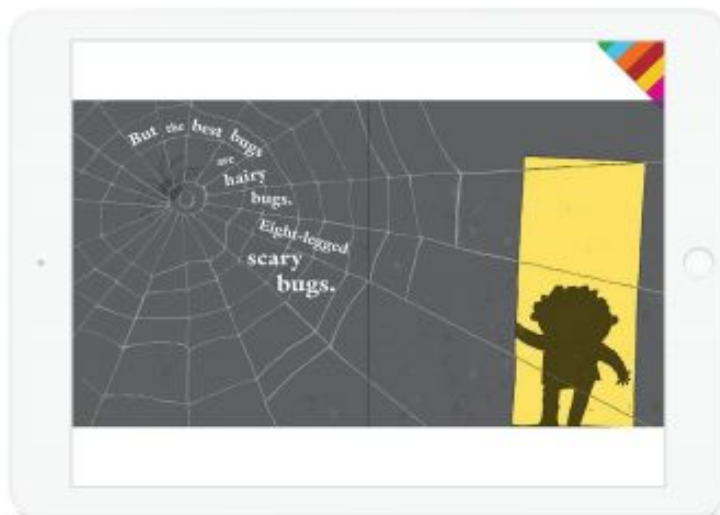 But the best bugs
are
hairy
bugs.
Eight-legged
scary
bugs.